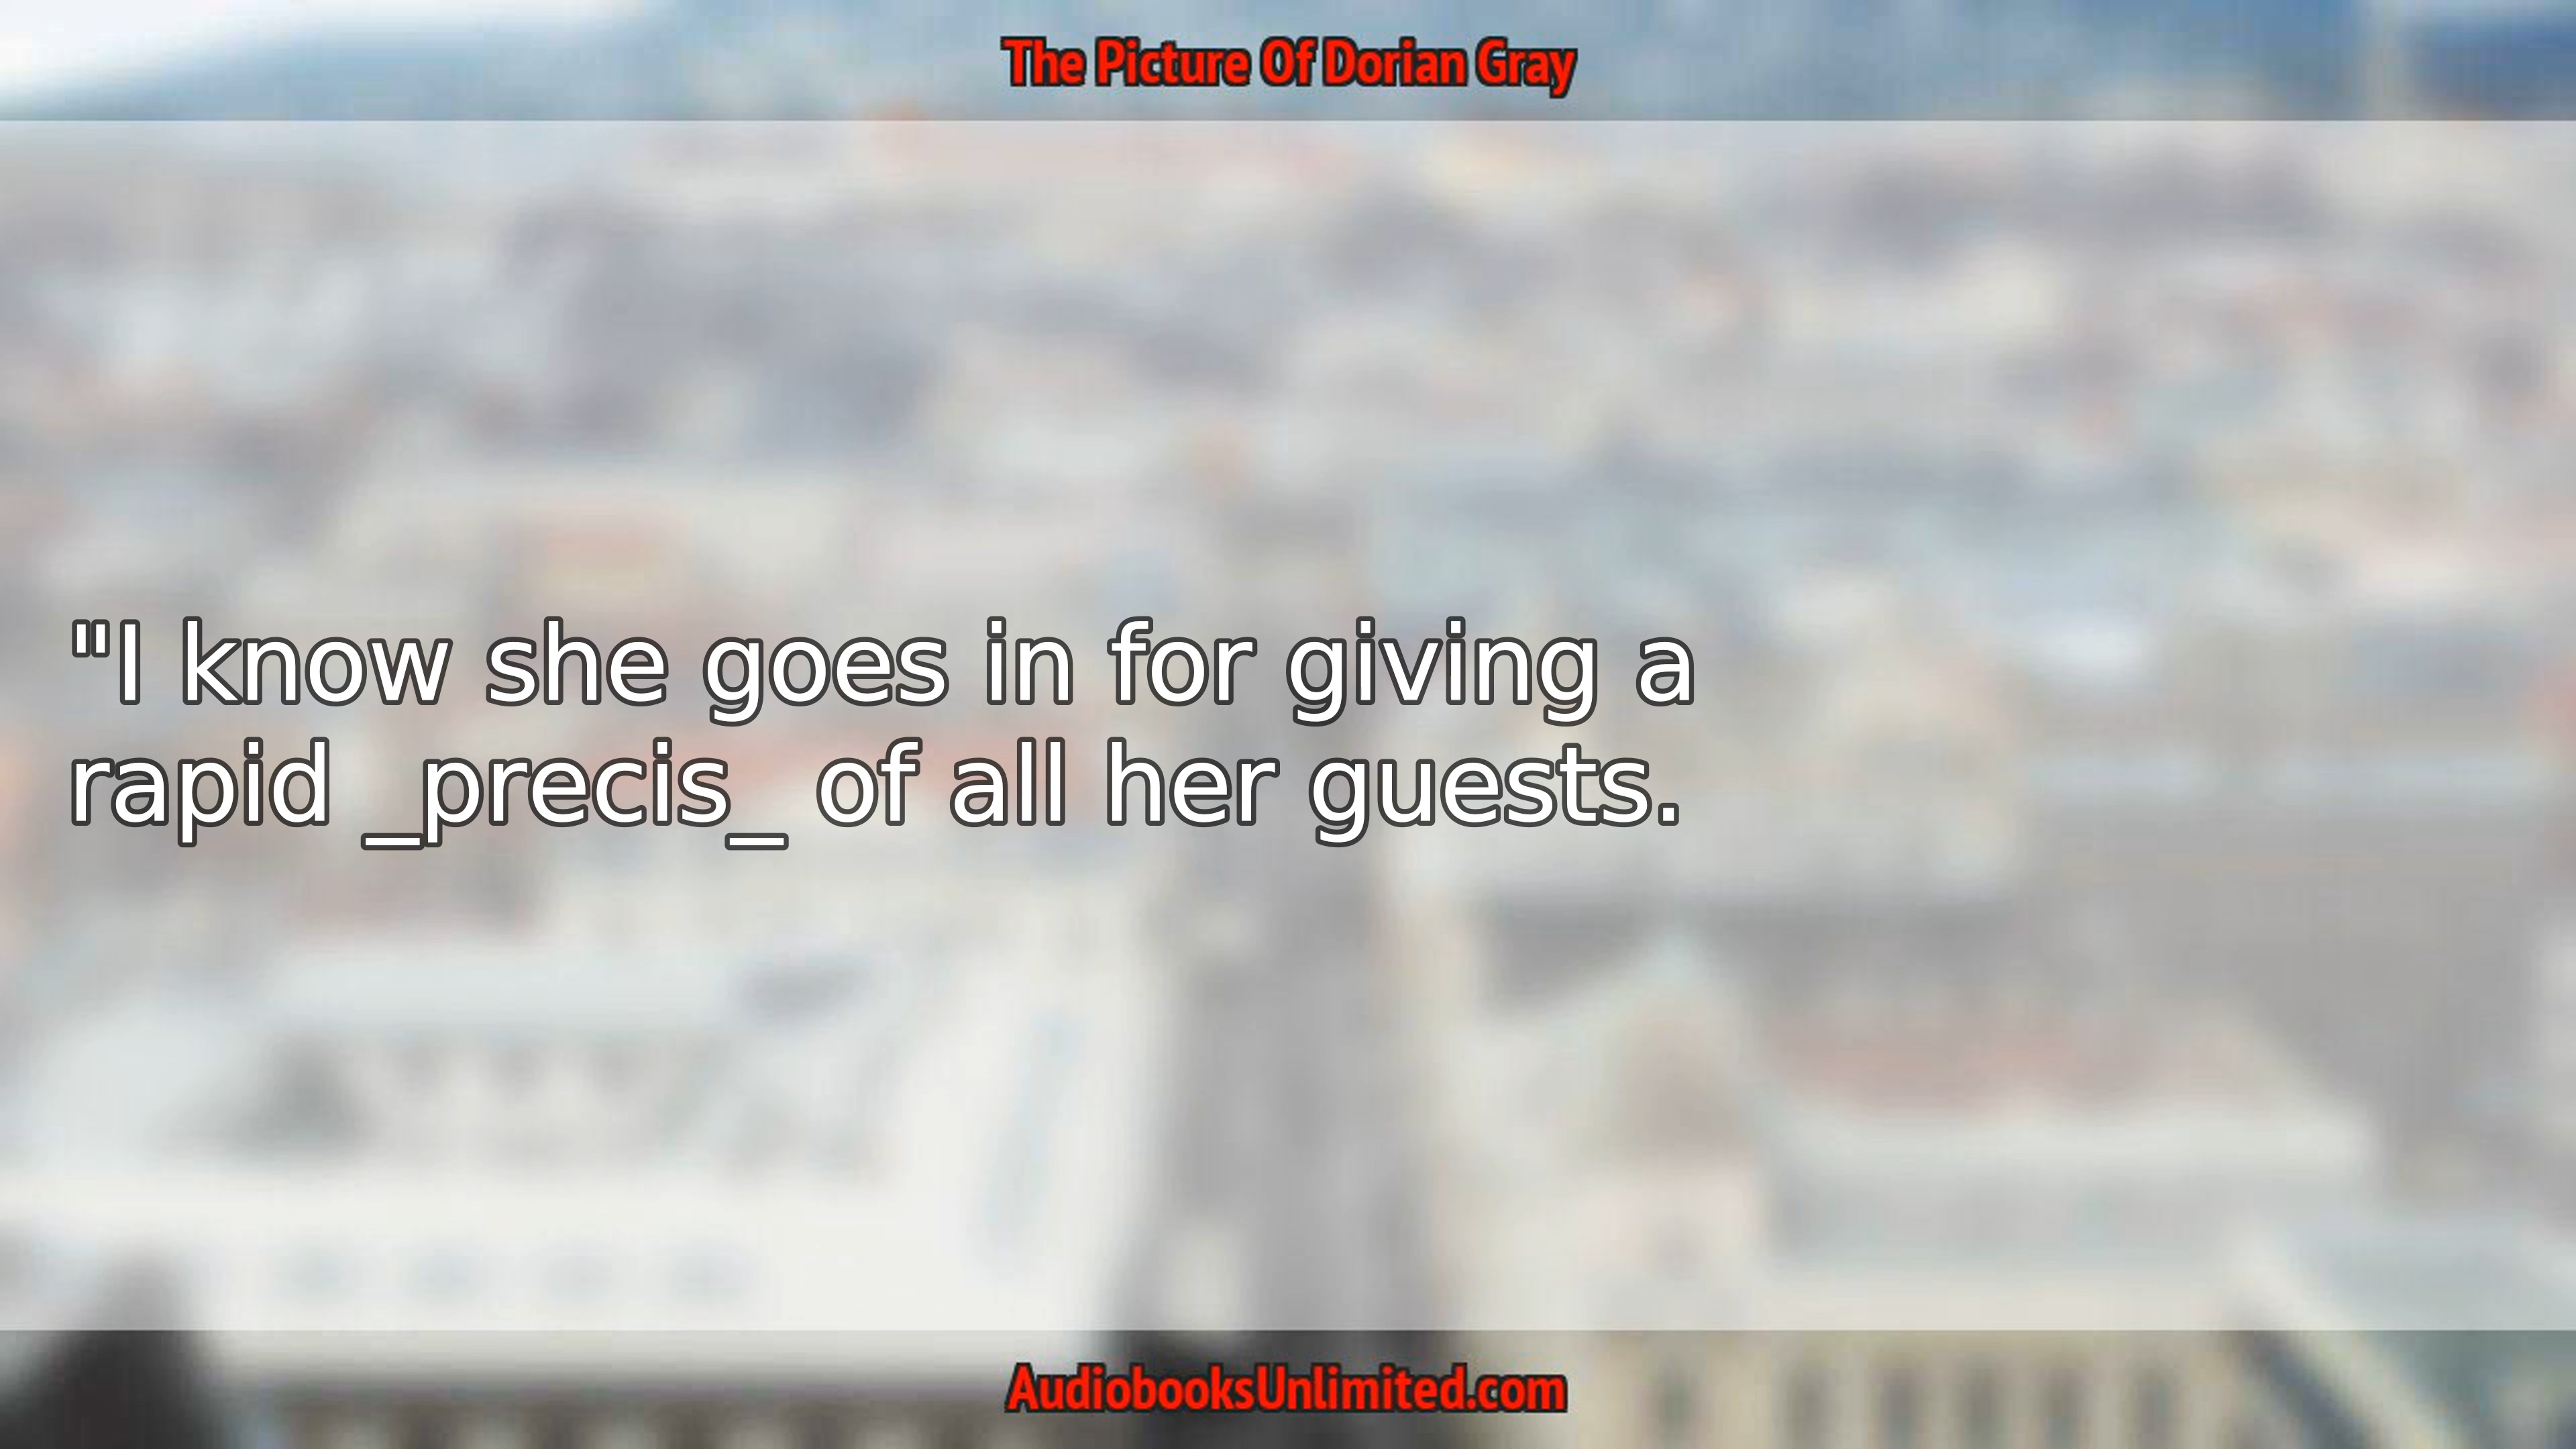 The Picture Of Dorian Gray
"I know she goes in for giving a
rapid _precis_ of all her guests.
AudiobooksUnlimited.com